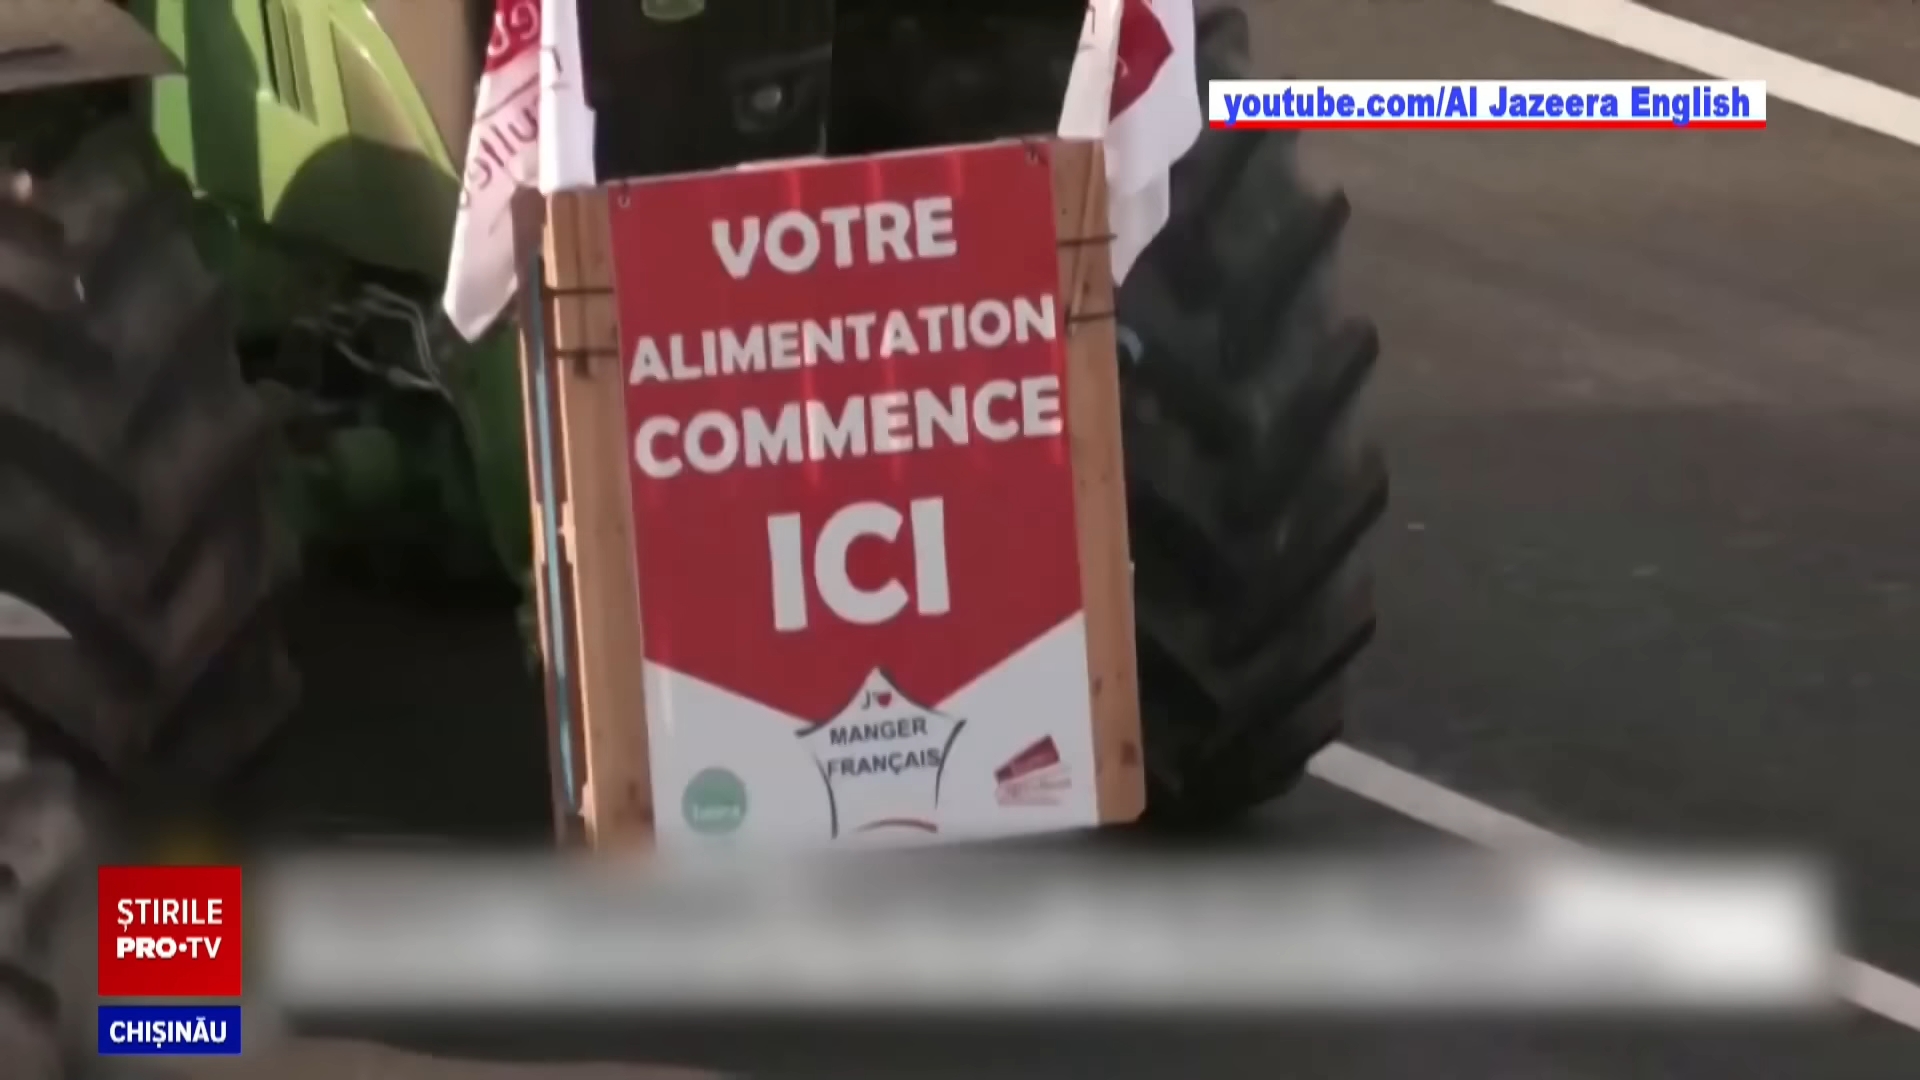 youtube.com/Al Jazeera English
VOTRE
ALIMENTATION
COMMENCE
ICI
J'♥
MANGER
FRANÇAIS
ȘTIRILE
PRO•TV
CHIȘINĂU